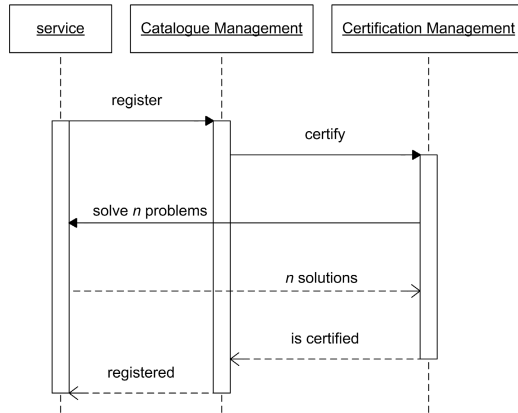 service
Catalogue Management
Certification Management
register
certify
solve n problems
n solutions
is certified
registered